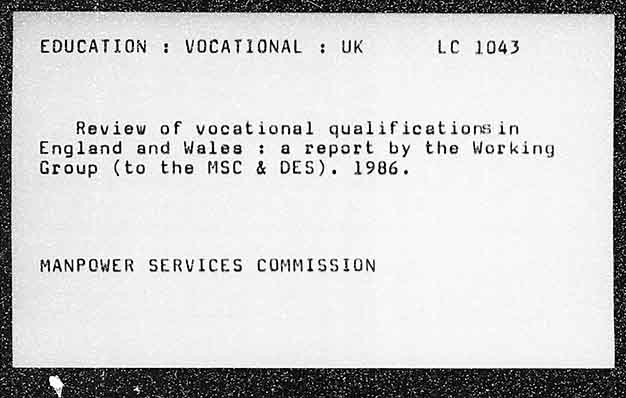 EDUCATION : VOCATIONAL : UK LC 1043
Review of vocational qualifications in
England and Wales : a report by the Working
Group (to the MSC & DES). 1986.
MANPOWER SERVICES COMMISSION